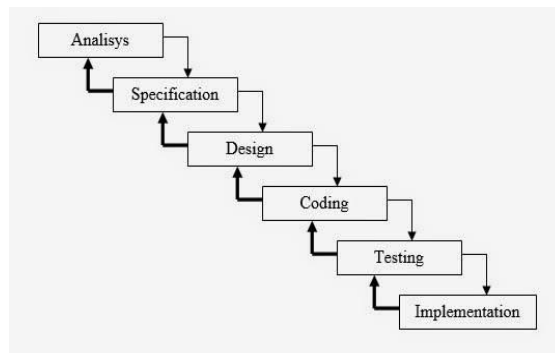 Analisys
Specification
Design
Coding
Testing
Implementation